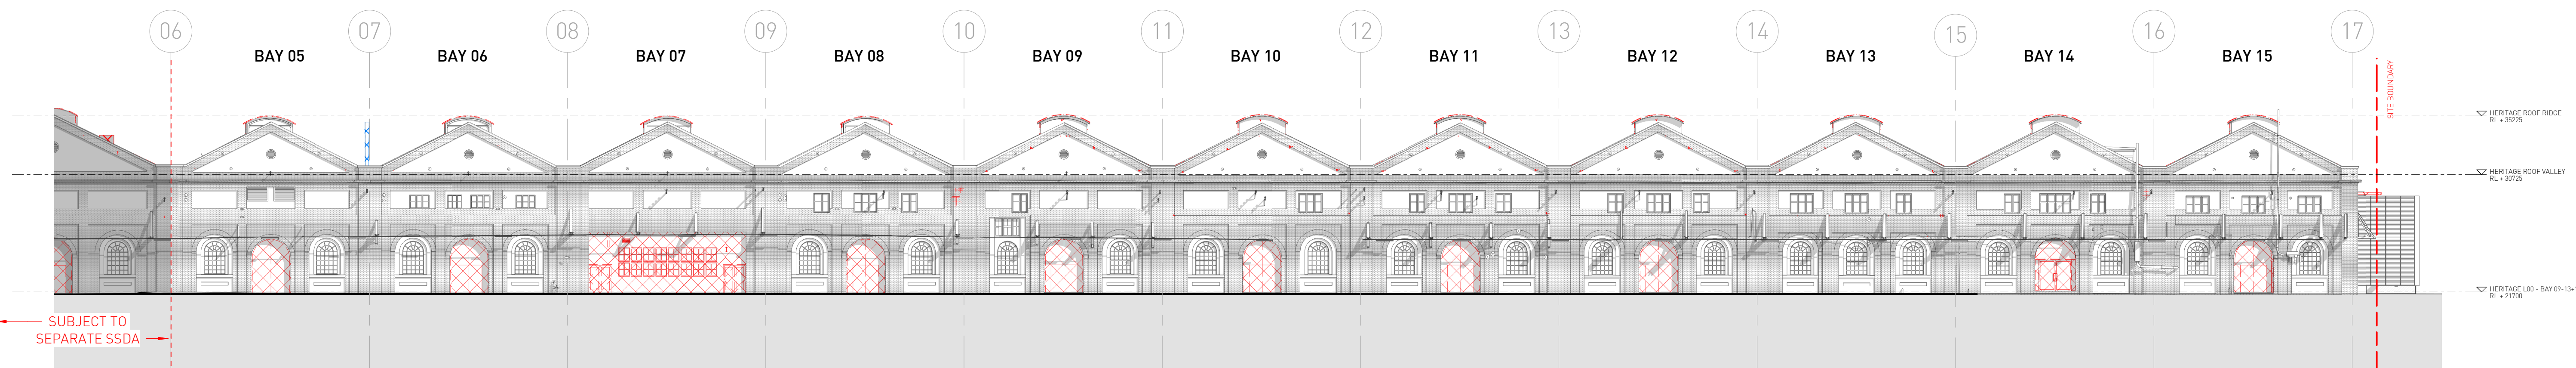 06
07
08
09
10
11
12
13
14
15
16
17
BAY 05
BAY 06
BAY 07
BAY 08
BAY 09
BAY 10
BAY 11
BAY 12
BAY 13
BAY 14
BAY 15
SITE BOUNDARY
HERITAGE ROOF RIDGE
RL + 35225
HERITAGE ROOF VALLEY
RL + 30725
HERITAGE L00 - BAY 09-13+
RL + 21700
SUBJECT TO
SEPARATE SSDA